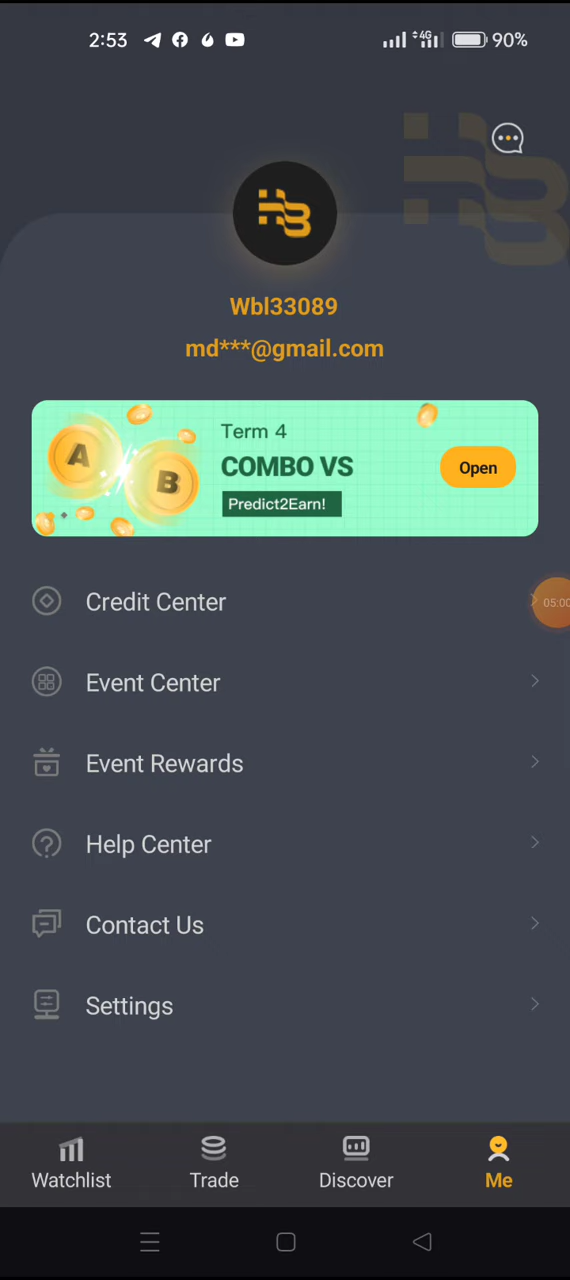 2:53
4G
90%
Wbl33089
md***@gmail.com
A
B
Term 4
COMBO VS
Predict2Earn!
Open
Credit Center
05:00
Event Center
Event Rewards
Help Center
Contact Us
Settings
Watchlist
Trade
Discover
Me